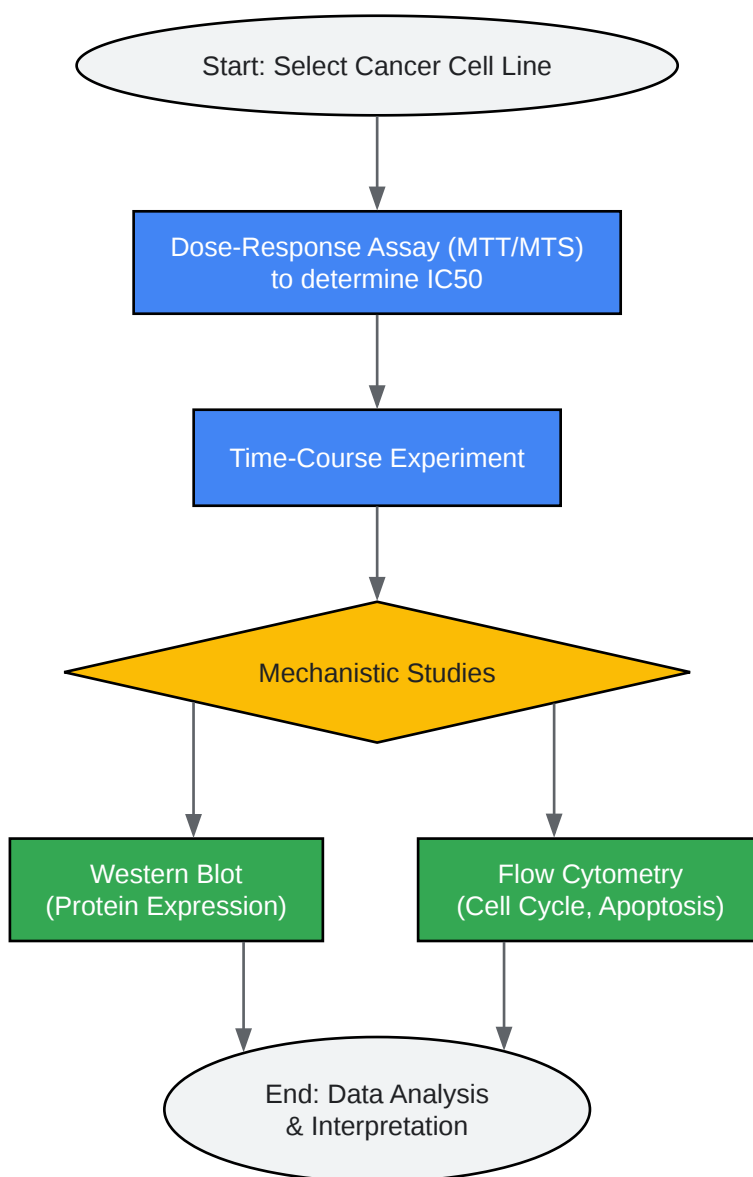 Start: Select Cancer Cell Line
Dose-Response Assay (MTT/MTS)
to determine IC50
Time-Course Experiment
Mechanistic Studies
Western Blot
(Protein Expression)
Flow Cytometry
(Cell Cycle, Apoptosis)
End: Data Analysis
& Interpretation